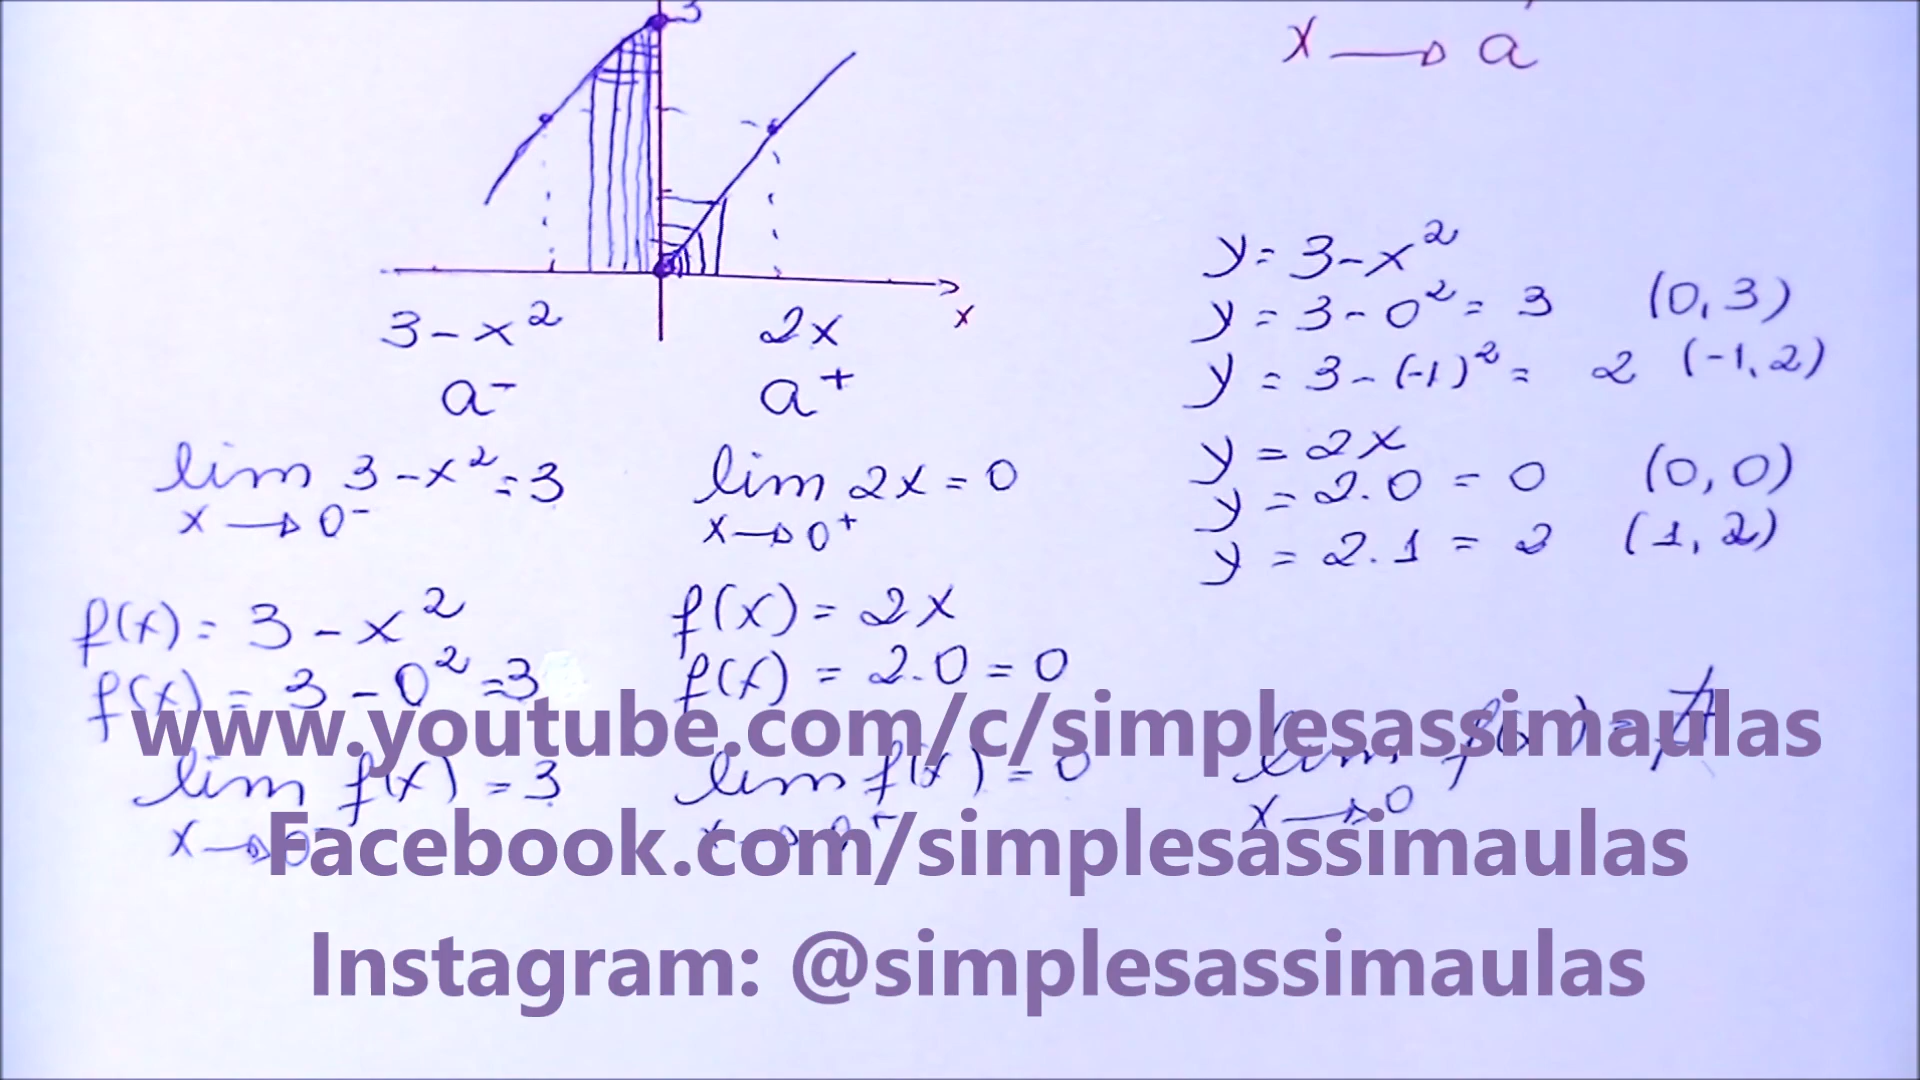 3
x → a
x
3 - x² 2x
a⁻ a⁺
y = 3 - x²
y = 3 - 0² = 3 (0, 3)
y = 3 - (-1)² = 2 (-1, 2)
y = 2x
y = 2.0 = 0 (0, 0)
y = 2.1 = 2 (1, 2)
lim 3 - x² = 3 lim 2x = 0
x → 0⁻ x → 0⁺
f(x) = 3 - x² f(x) = 2x
f(x) = 3 - 0² = 3 f(x) = 2.0 = 0
lim f(x) = 3 lim f(x) = 0 lim f(x) = ∄
x → 0⁻ x → 0⁺ x → 0
www.youtube.com/c/simplesassimaulas
Facebook.com/simplesassimaulas
Instagram: @simplesassimaulas